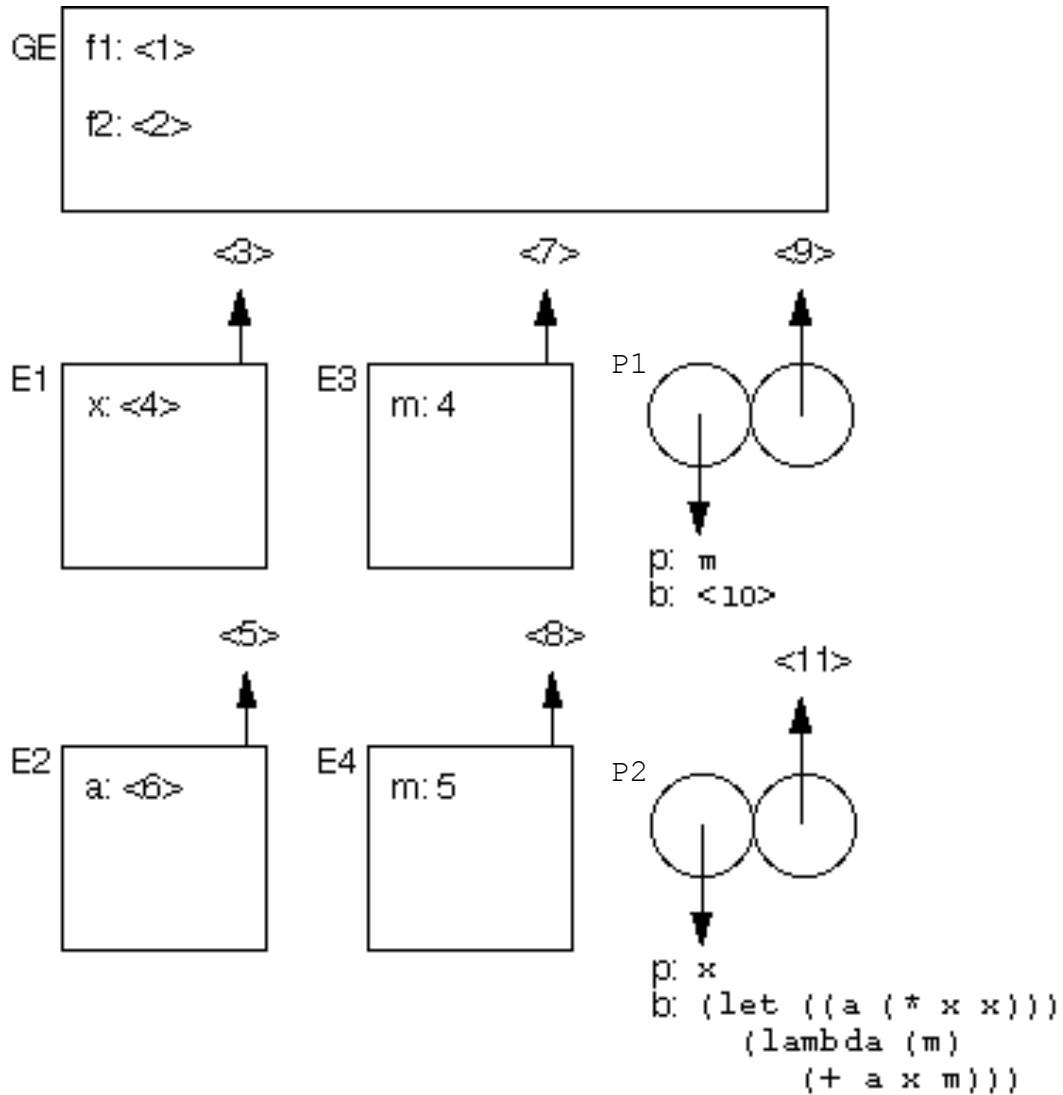 GE
f1: <1>
f2: <2>
<3>
<7>
<9>
E1
x: <4>
E3
m: 4
P1
p: m
b: <10>
<5>
<8>
<11>
E2
a: <6>
E4
m: 5
P2
p: x
b: (let ((a (* x x)))
(lambda (m)
(+ a x m)))